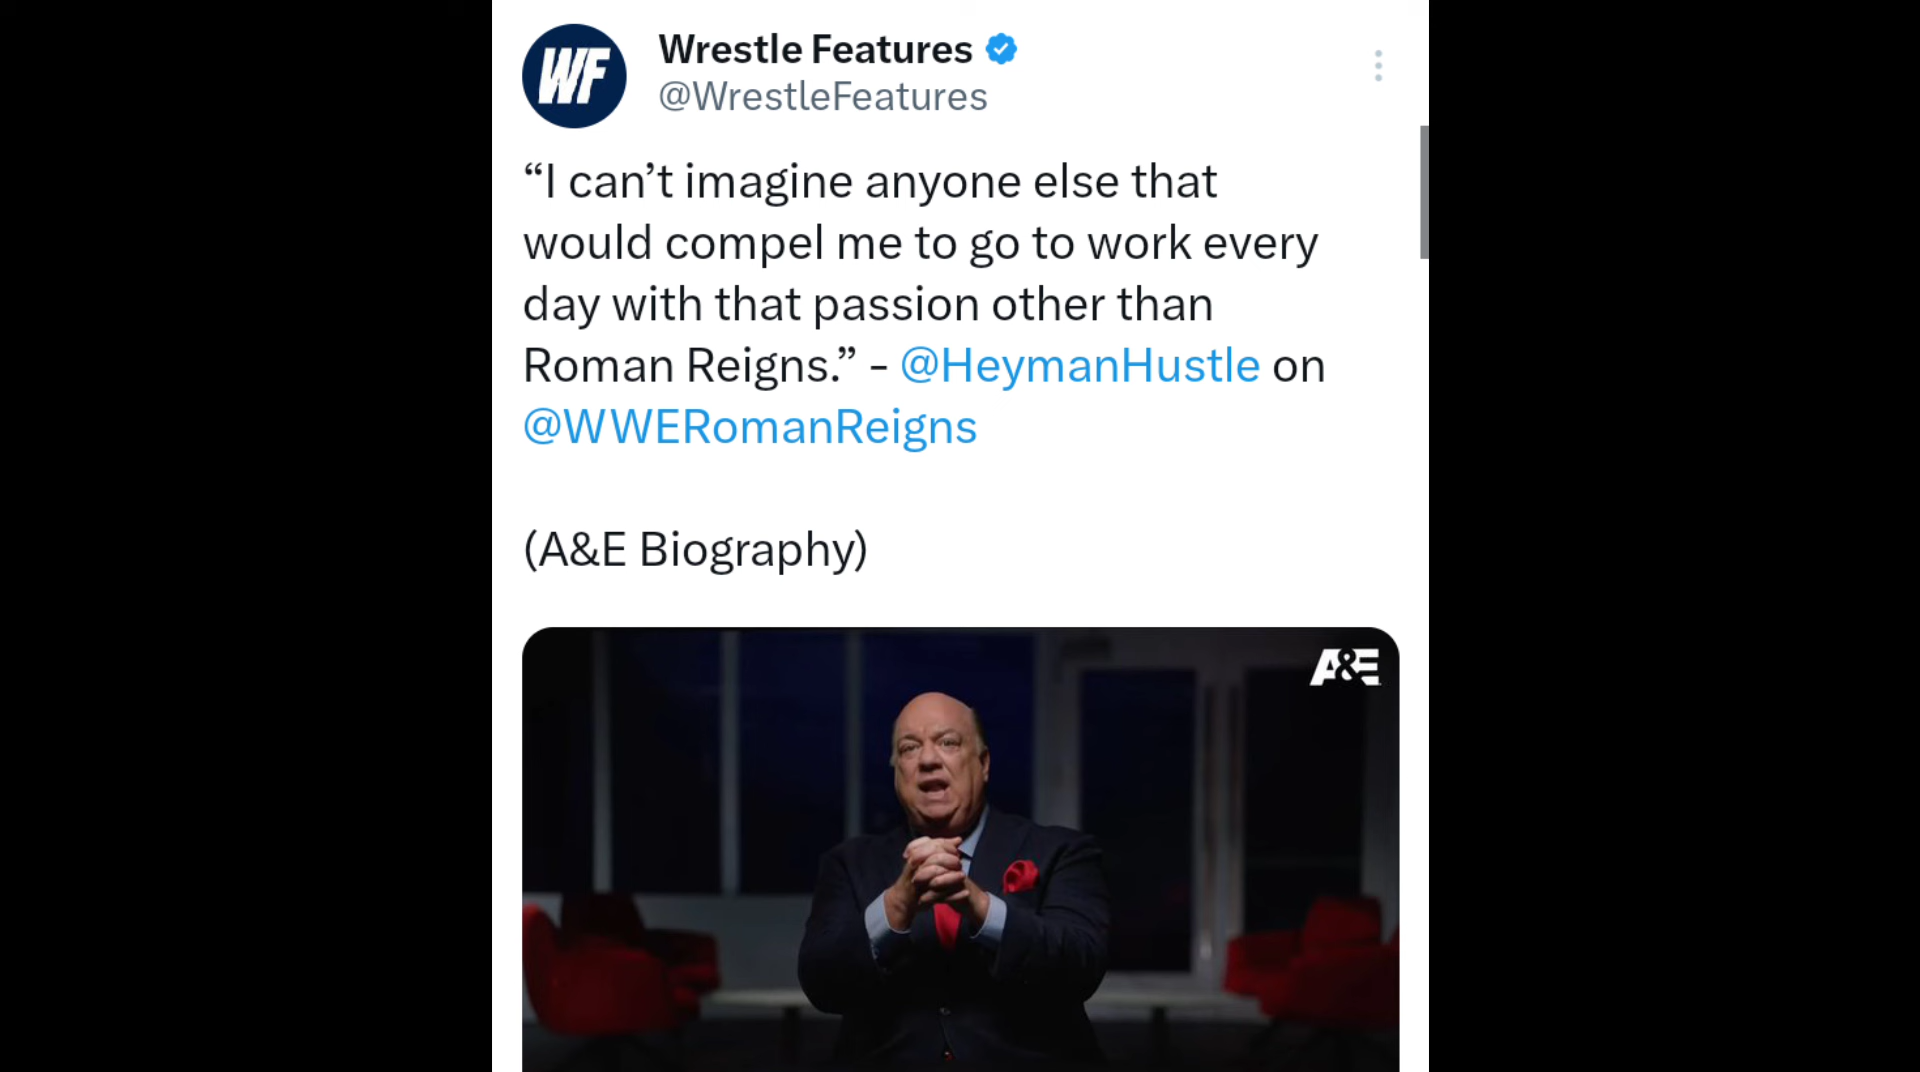 WF
Wrestle Features
@WrestleFeatures
“I can’t imagine anyone else that
would compel me to go to work every
day with that passion other than
Roman Reigns.” - @HeymanHustle on
@WWERomanReigns
(A&E Biography)
A&E